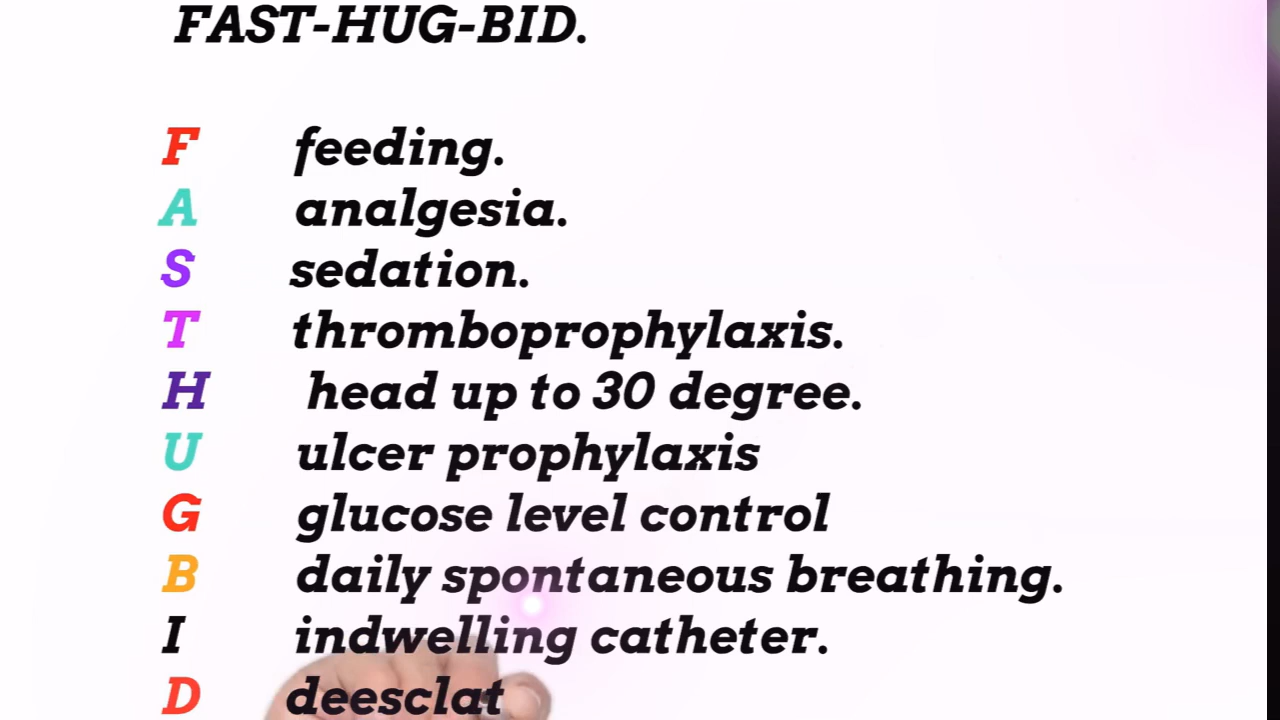 FAST-HUG-BID.
F feeding.
A analgesia.
S sedation.
T thromboprophylaxis.
H head up to 30 degree.
U ulcer prophylaxis
G glucose level control
B daily spontaneous breathing.
I indwelling catheter.
D deesclat